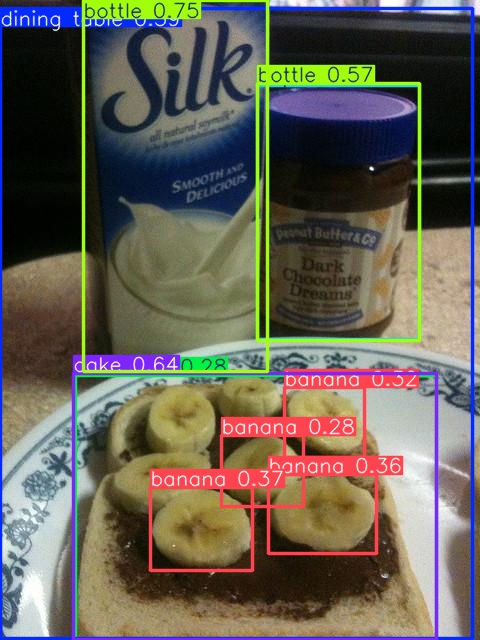 dining table 0.59
bottle 0.75
Silk
all natural soymilk
SMOOTH AND
DELICIOUS
bottle 0.57
Peanut Butter & Co
Dark
Chocolate
Dreams
cake 0.64
0.28
banana 0.32
banana 0.28
banana 0.36
banana 0.37